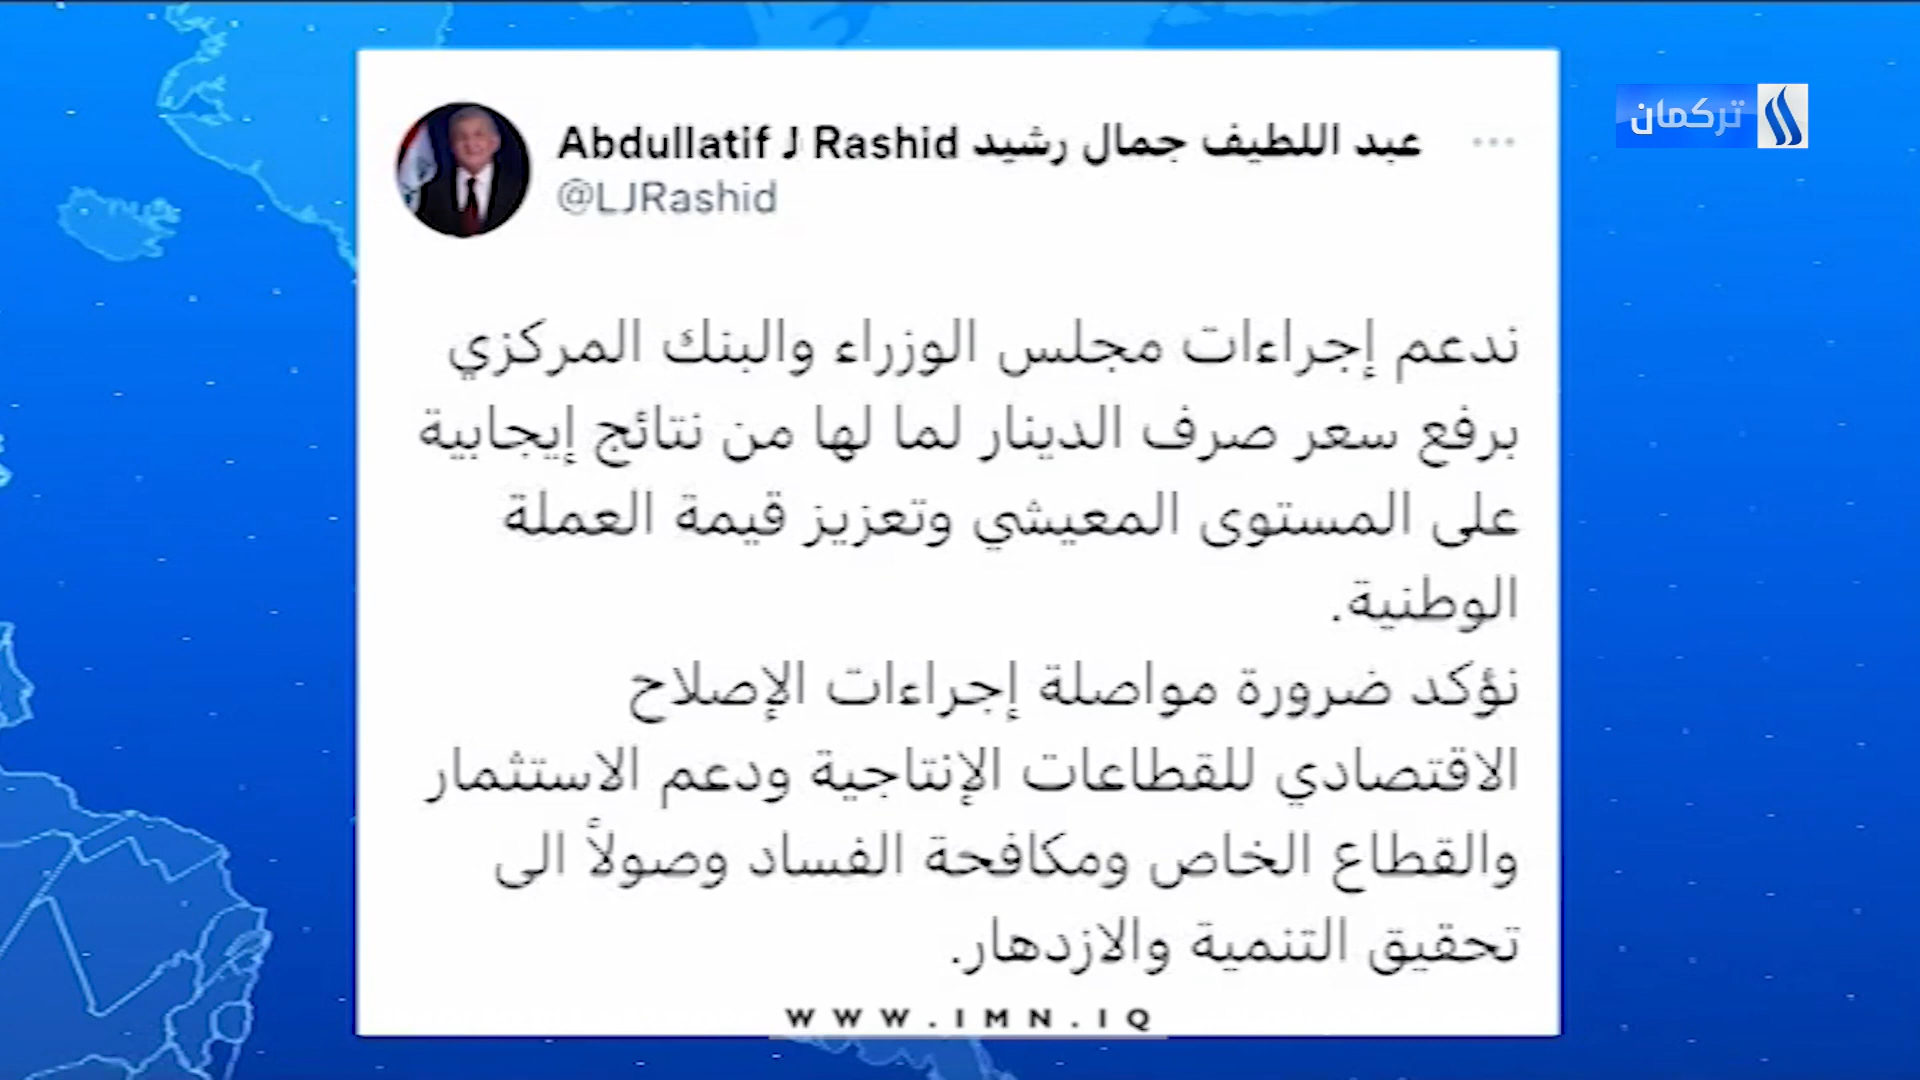 تركمان
Abdullatif J Rashid عبد اللطيف جمال رشيد
@LJRashid
ندعم إجراءات مجلس الوزراء والبنك المركزي
برفع سعر صرف الدينار لما لها من نتائج إيجابية
على المستوى المعيشي وتعزيز قيمة العملة
الوطنية.
نؤكد ضرورة مواصلة إجراءات الإصلاح
الاقتصادي للقطاعات الإنتاجية ودعم الاستثمار
والقطاع الخاص ومكافحة الفساد وصولأ الى
تحقيق التنمية والازدهار.
WWW.IMN.IQ